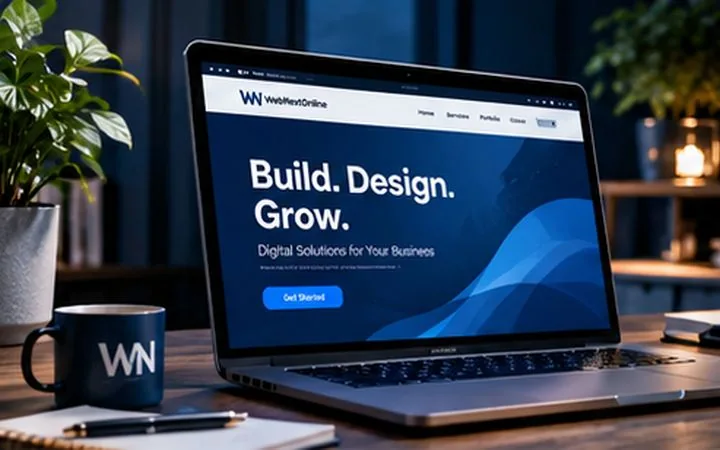 WN WebNextOnline
Home Services Portfolio
Build. Design.
Grow.
Digital Solutions for Your Business
Get Started
WN